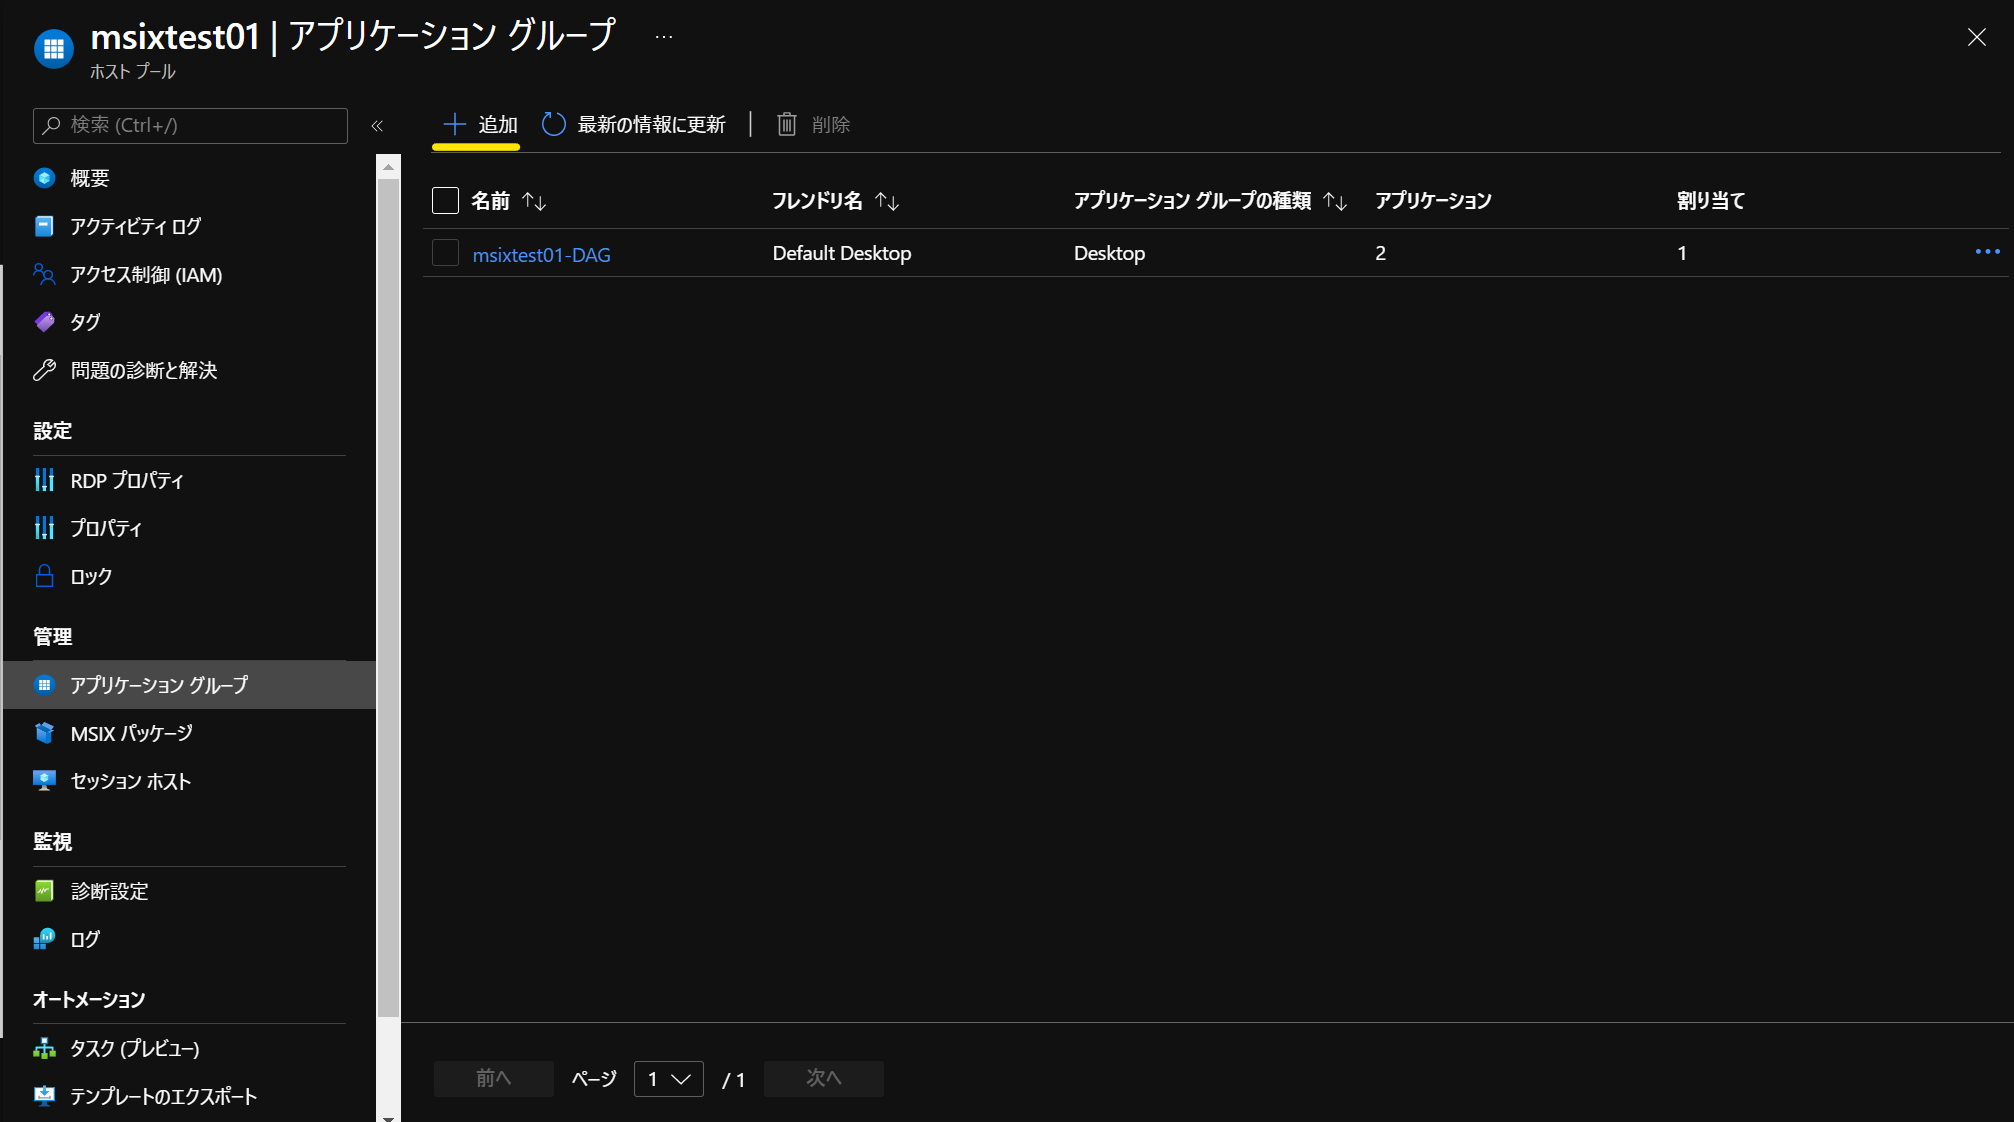 msixtest01 | アプリケーション グループ ...
ホスト プール
検索 (Ctrl+/)
«
概要
アクティビティ ログ
アクセス制御 (IAM)
タグ
問題の診断と解決
設定
RDP プロパティ
プロパティ
ロック
管理
アプリケーション グループ
MSIX パッケージ
セッション ホスト
監視
診断設定
ログ
オートメーション
タスク (プレビュー)
テンプレートのエクスポート
追加 最新の情報に更新 | 削除
名前 ↑↓ フレンドリ名 ↑↓ アプリケーション グループの種類 ↑↓ アプリケーション 割り当て
msixtest01-DAG Default Desktop Desktop 2 1 ...
前へ ページ 1 / 1 次へ